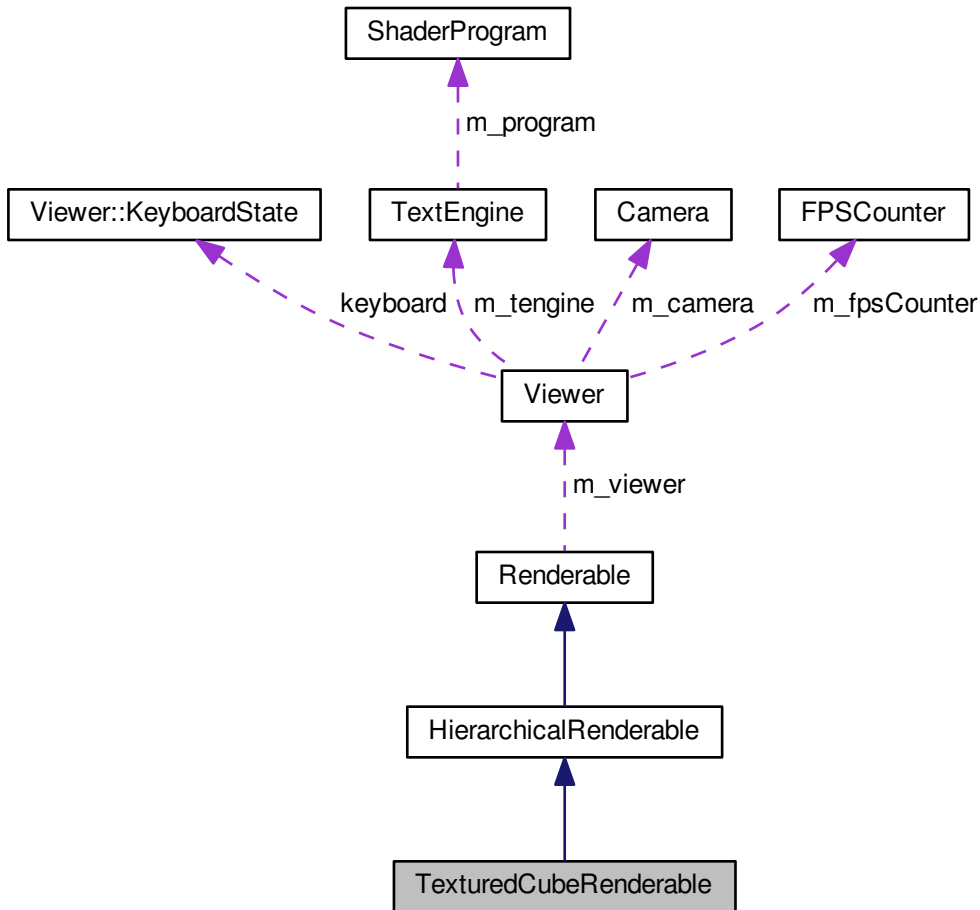 ShaderProgram
m_program
Viewer::KeyboardState
TextEngine
Camera
FPSCounter
keyboard
m_tengine
m_camera
m_fpsCounter
Viewer
m_viewer
Renderable
HierarchicalRenderable
TexturedCubeRenderable